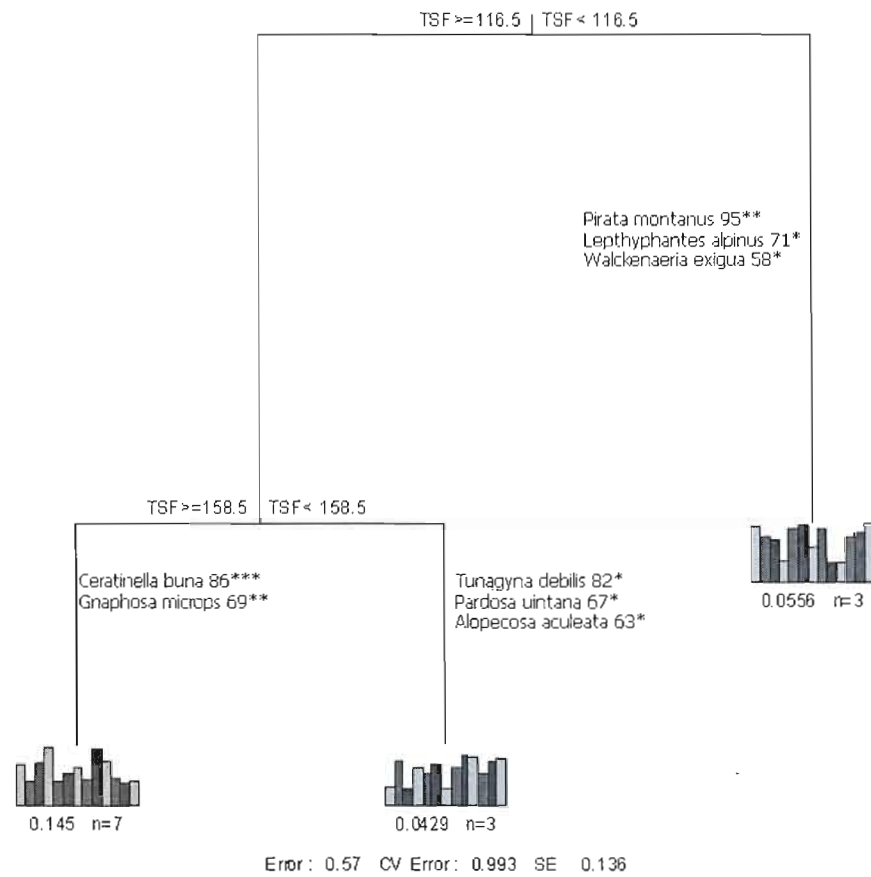 TSF>=116.5 TSF< 116.5
Pirata montanus 95**
Lepthyphantes alpinus 71*
Walckenaeria exigua 58*
TSF>=158.5 TSF< 158.5
Ceratinella buna 86***
Gnaphosa microps 69**
Tunagyna debilis 82*
Pardosa uintana 67*
Alopecosa aculeata 63*
0.0556 n=3
0.145 n=7
0.0429 n=3
Error : 0.57 CV Error : 0.993 SE 0.136